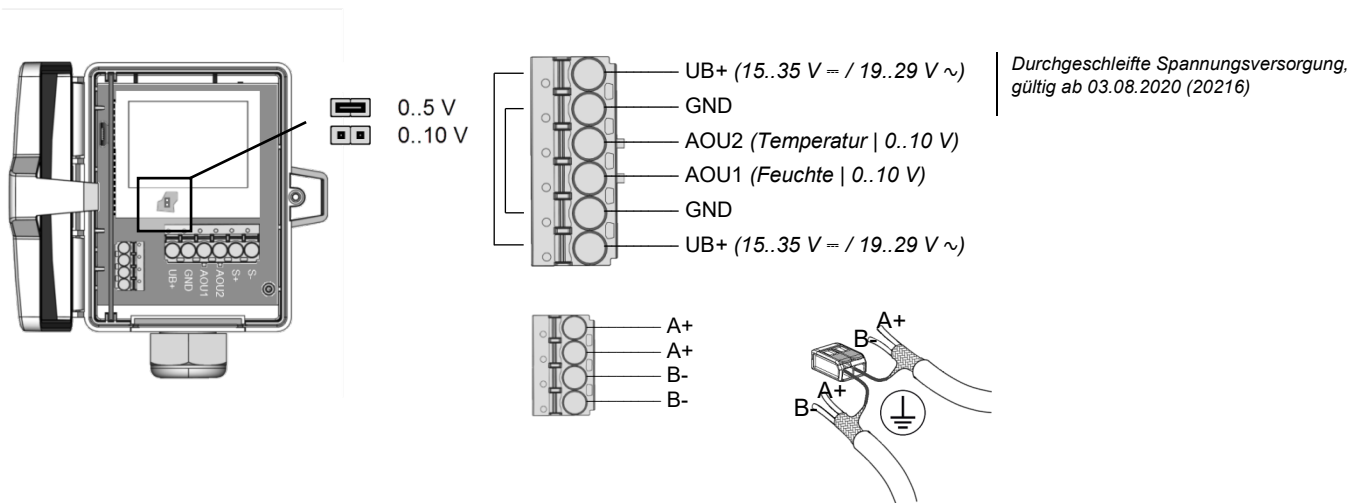 0..5 V
0..10 V
UB+
GND
AOU1
AOU2
S+
S-
UB+ (15..35 V ⎓ / 19..29 V ∿)
GND
AOU2 (Temperatur | 0..10 V)
AOU1 (Feuchte | 0..10 V)
GND
UB+ (15..35 V ⎓ / 19..29 V ∿)
Durchgeschleifte Spannungsversorgung,
gültig ab 03.08.2020 (20216)
A+
A+
B-
B-
A+
B-
A+
B-